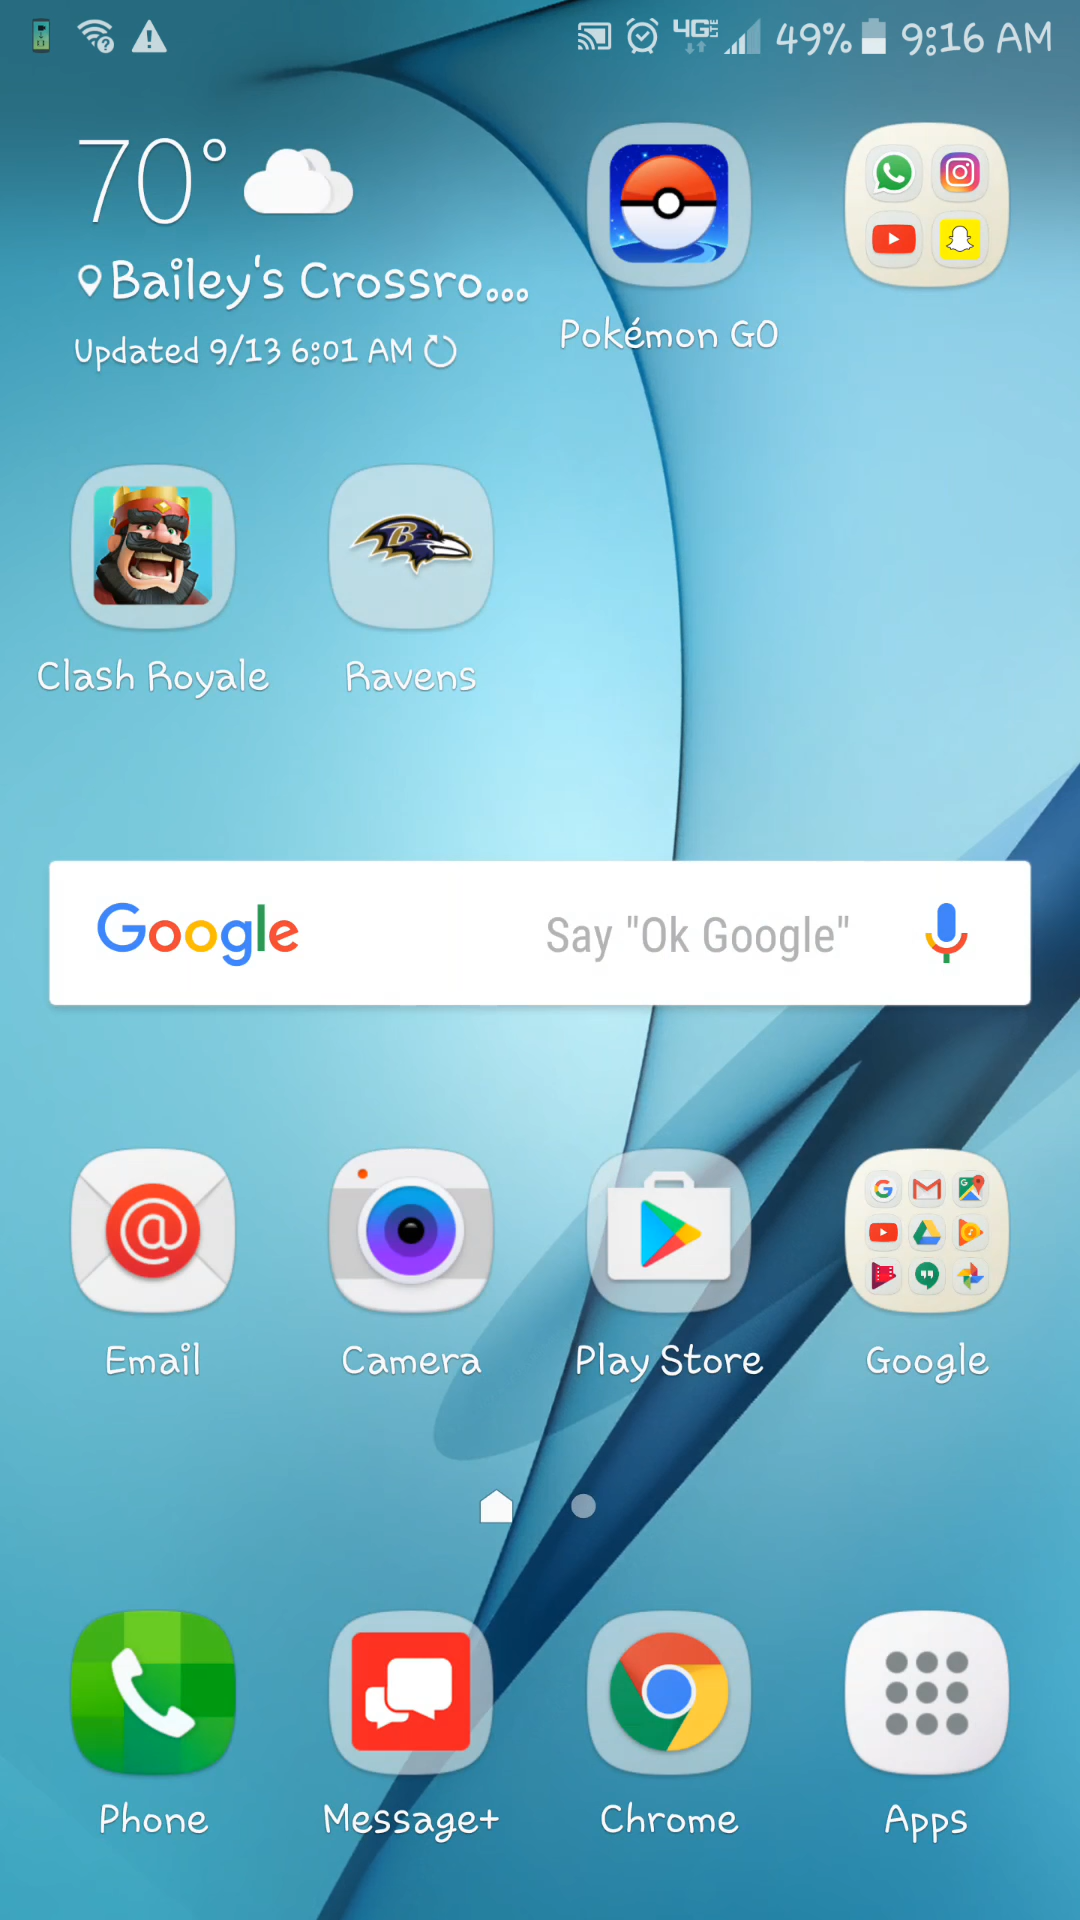 4G LTE 49% 9:16 AM
70°
Bailey's Crossro...
Updated 9/13 6:01 AM
Pokémon GO
B
Clash Royale
Ravens
Google
Say "Ok Google"
Email
Camera
Play Store
Google
Phone
Message+
Chrome
Apps